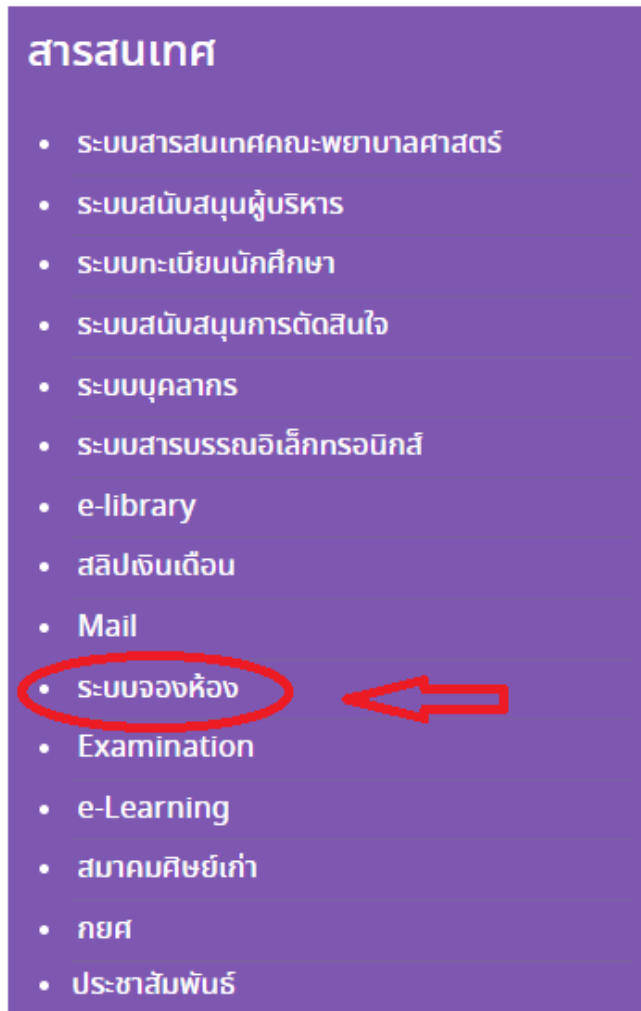 สารสนเทศ
• ระบบสารสนเทศคณะพยาบาลศาสตร์
• ระบบสนับสนุนผู้บริหาร
• ระบบทะเบียนนักศึกษา
• ระบบสนับสนุนการตัดสินใจ
• ระบบบุคลากร
• ระบบสารบรรณอิเล็กทรอนิกส์
• e-library
• สลิปเงินเดือน
• Mail
• ระบบจองห้อง
• Examination
• e-Learning
• สมาคมศิษย์เก่า
• กยศ
• ประชาสัมพันธ์